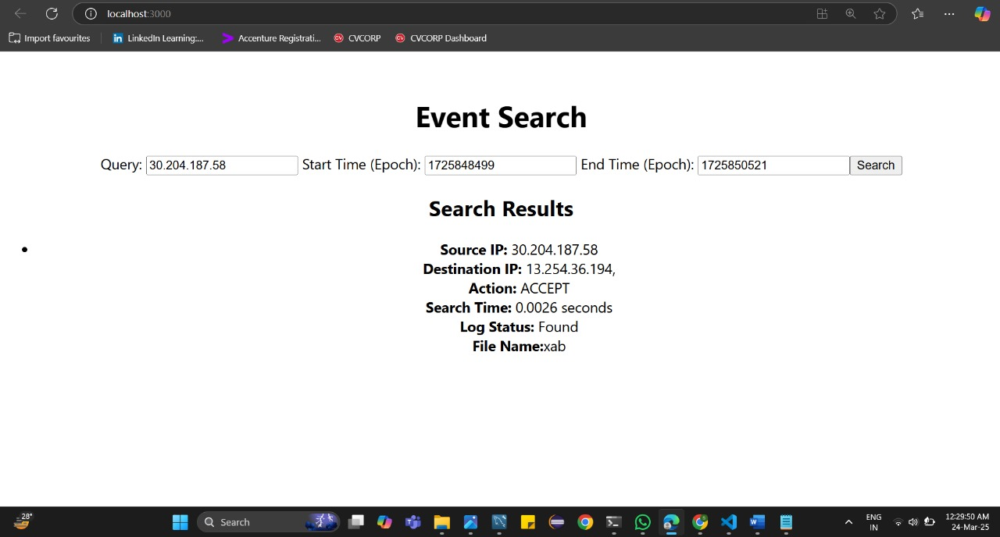 localhost:3000
Import favourites
LinkedIn Learning:...
Accenture Registrati...
CVCORP
CVCORP Dashboard
Event Search
Query: 30.204.187.58 Start Time (Epoch): 1725848499 End Time (Epoch): 1725850521 Search
Search Results
Source IP: 30.204.187.58
Destination IP: 13.254.36.194,
Action: ACCEPT
Search Time: 0.0026 seconds
Log Status: Found
File Name:xab
28°
Search
ENG
IN
12:29:50 AM
24-Mar-25